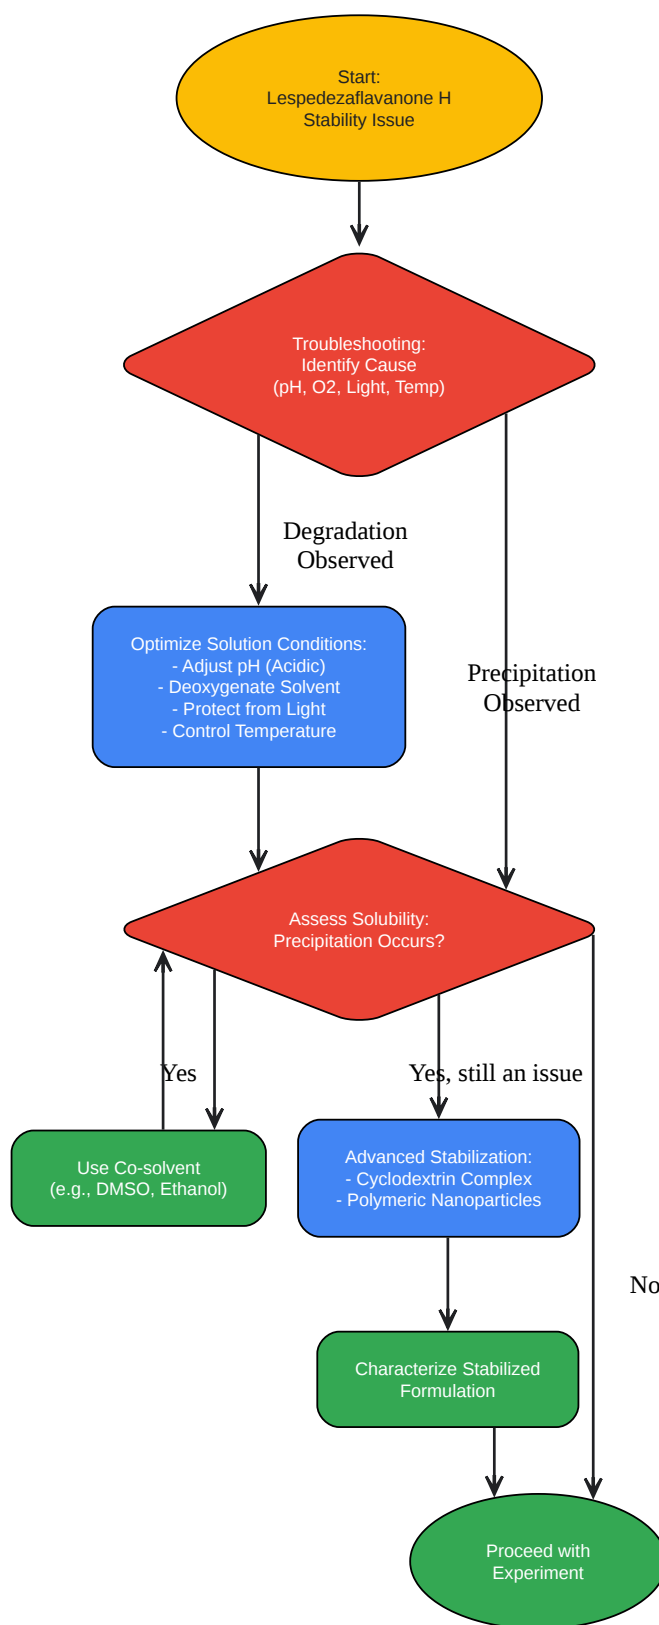 Start:
Lespedezaflavanone H
Stability Issue
Troubleshooting:
Identify Cause
(pH, O2, Light, Temp)
Degradation
Observed
Optimize Solution Conditions:
- Adjust pH (Acidic)
- Deoxygenate Solvent
- Protect from Light
- Control Temperature
Precipitation
Observed
Assess Solubility:
Precipitation Occurs?
Yes
Yes, still an issue
Use Co-solvent
(e.g., DMSO, Ethanol)
Advanced Stabilization:
- Cyclodextrin Complex
- Polymeric Nanoparticles
No
Characterize Stabilized
Formulation
Proceed with
Experiment